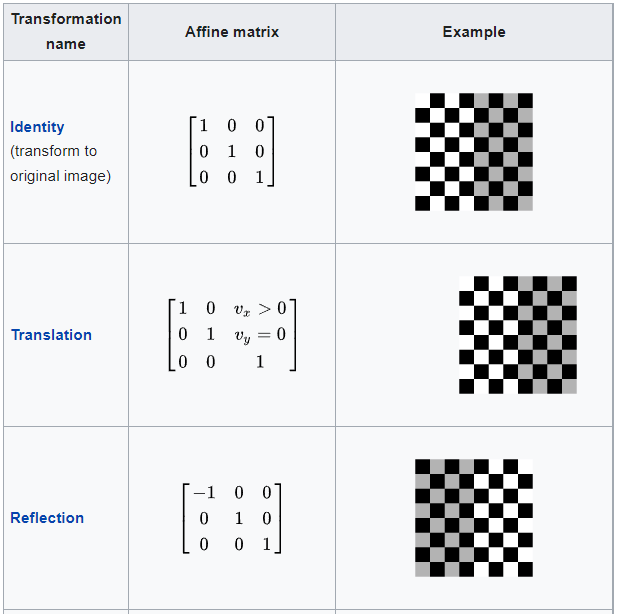 Transformation name
Affine matrix
Example
Identity
(transform to
original image)
1 0 0
0 1 0
0 0 1
Translation
1 0 vₓ > 0
0 1 v_y = 0
0 0 1
Reflection
−1 0 0
0 1 0
0 0 1